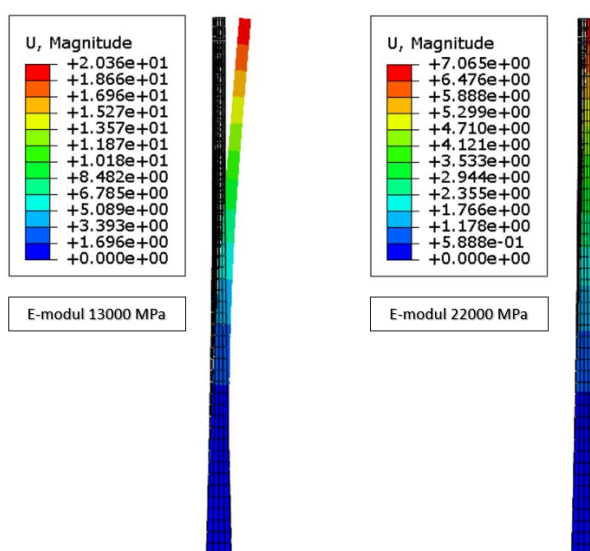 U, Magnitude
+2.036e+01
+1.866e+01
+1.696e+01
+1.527e+01
+1.357e+01
+1.187e+01
+1.018e+01
+8.482e+00
+6.785e+00
+5.089e+00
+3.393e+00
+1.696e+00
+0.000e+00
E-modul 13000 MPa
U, Magnitude
+7.065e+00
+6.476e+00
+5.888e+00
+5.299e+00
+4.710e+00
+4.121e+00
+3.533e+00
+2.944e+00
+2.355e+00
+1.766e+00
+1.178e+00
+5.888e-01
+0.000e+00
E-modul 22000 MPa